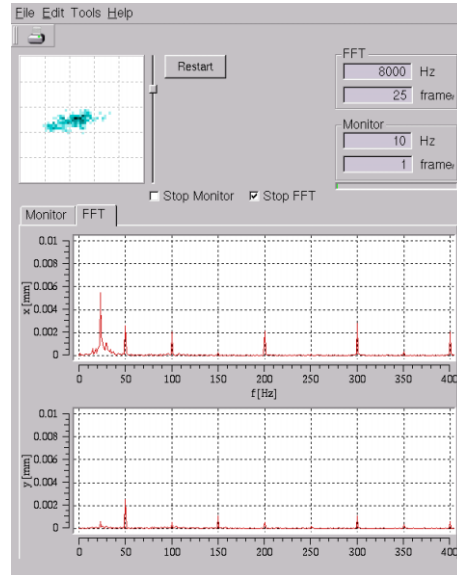 File Edit Tools Help
Restart
FFT
8000 Hz
25 frame
Monitor
10 Hz
1 frame
Stop Monitor Stop FFT
Monitor FFT
0.01
0.008
0.006
0.004
0.002
0
x [mm]
0 50 100 150 200 250 300 350 400
f [Hz]
0.01
0.008
0.006
0.004
0.002
0
y [mm]
0 50 100 150 200 250 300 350 400